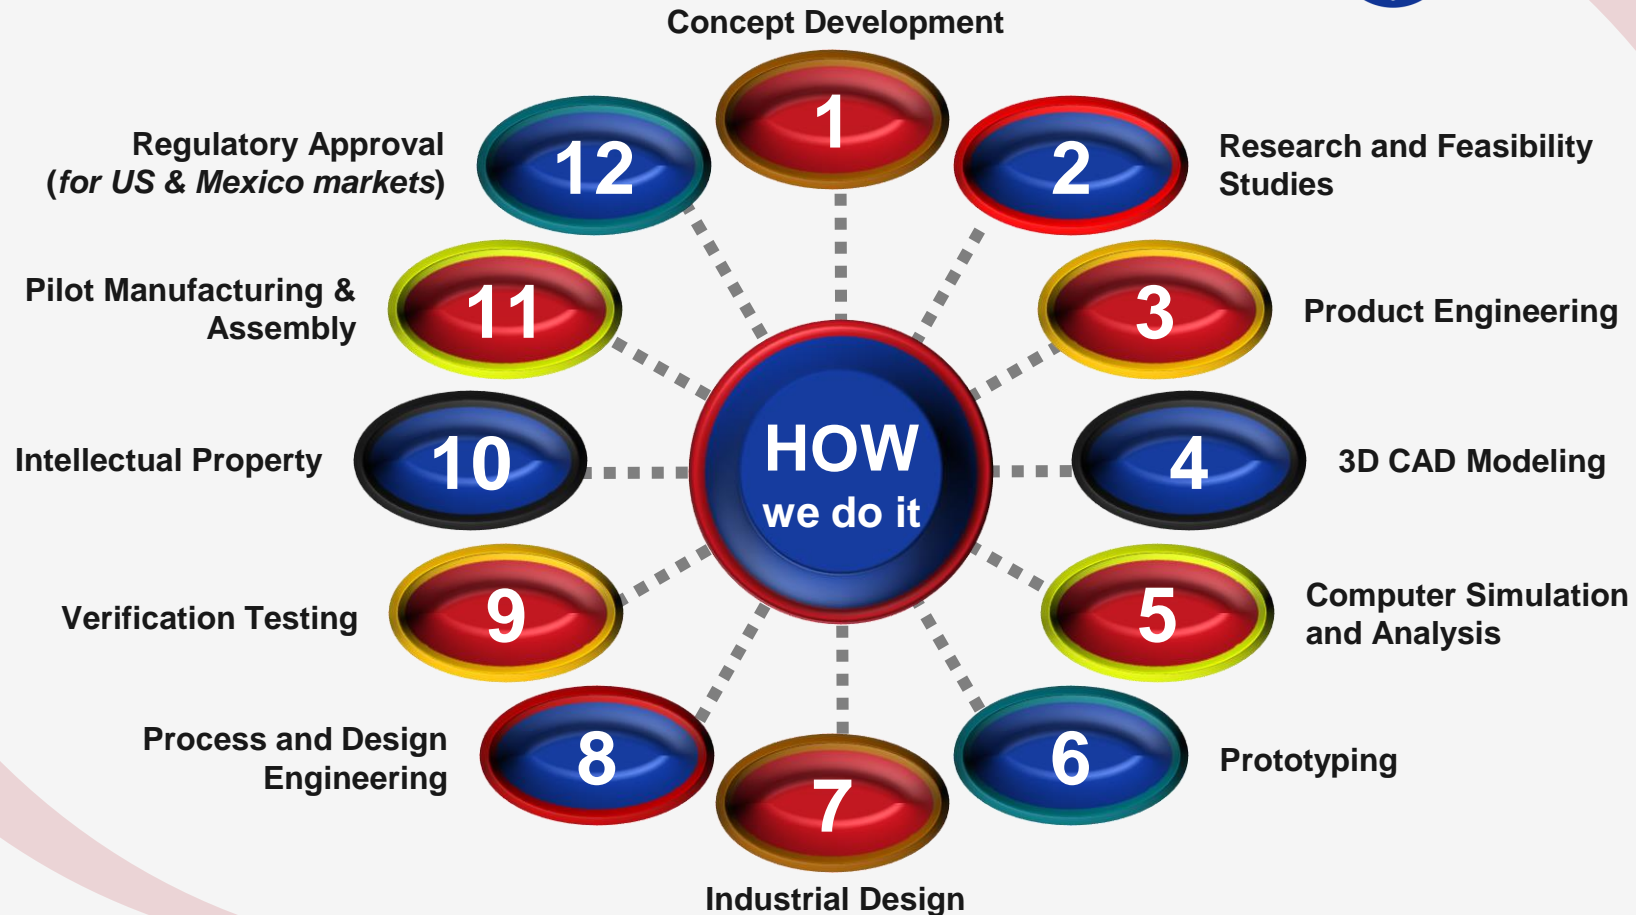 Concept Development
1
2
Research and Feasibility
Studies
3
Product Engineering
4
3D CAD Modeling
5
Computer Simulation
and Analysis
6
Prototyping
7
Industrial Design
8
Process and Design
Engineering
9
Verification Testing
10
Intellectual Property
11
Pilot Manufacturing &
Assembly
12
Regulatory Approval
(for US & Mexico markets)
HOW
we do it